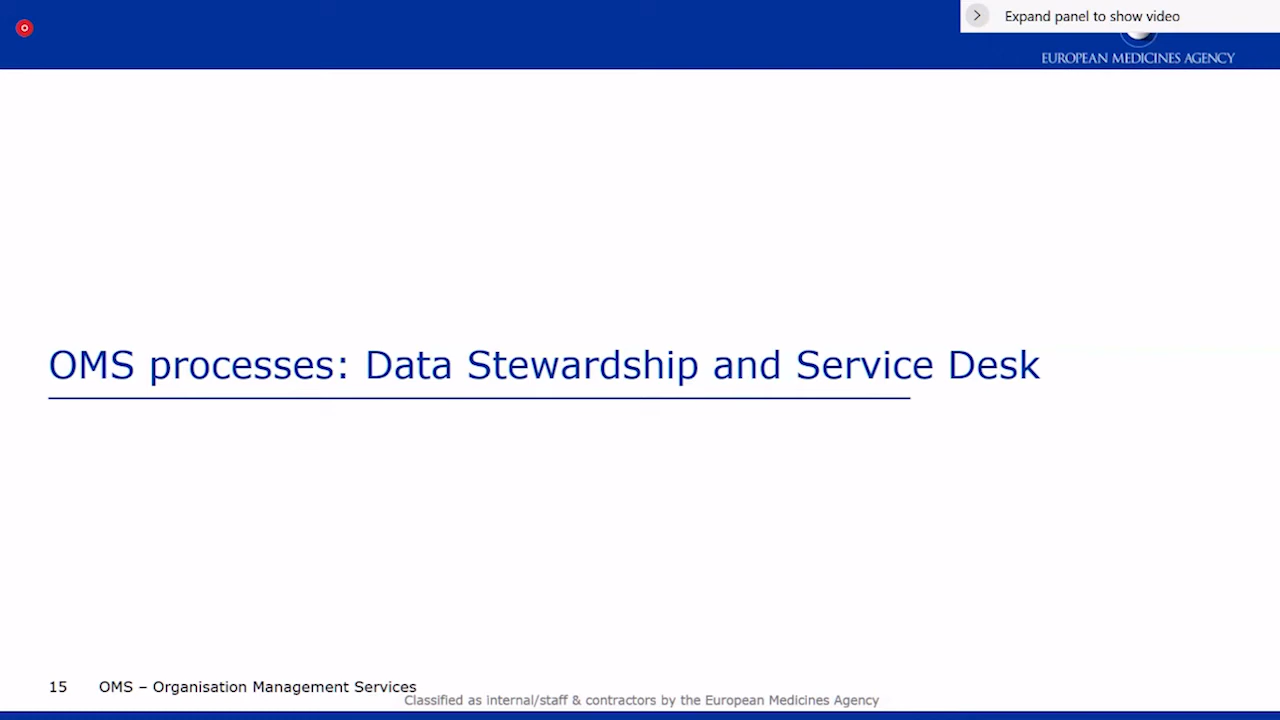 Expand panel to show video
EUROPEAN MEDICINES AGENCY
OMS processes: Data Stewardship and Service Desk
15 OMS – Organisation Management Services
Classified as internal/staff & contractors by the European Medicines Agency